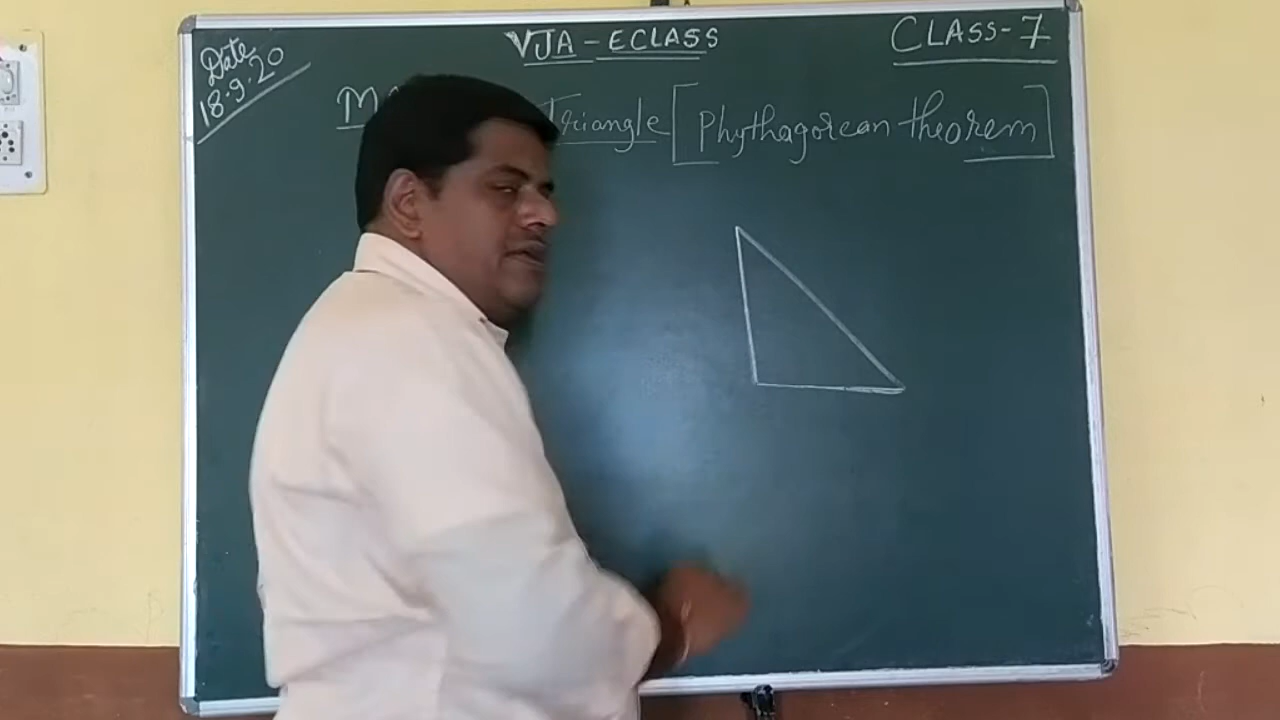 Date
18.9.20
VJA - ECLASS
CLASS - 7
Triangle [Phythagorean theorem]